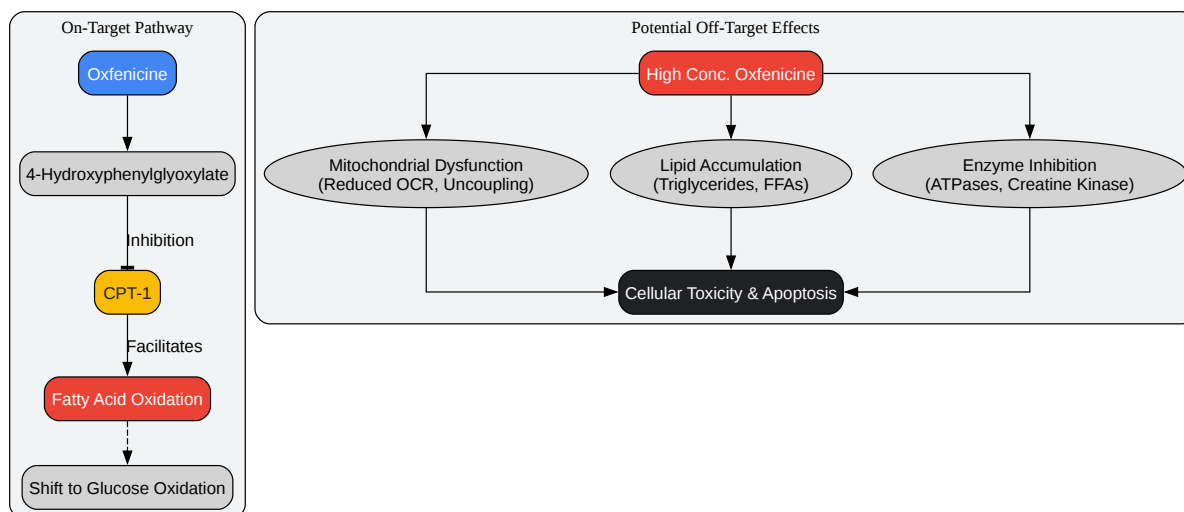 On-Target Pathway
Oxfenicine
4-Hydroxyphenylglyoxylate
Inhibition
CPT-1
Facilitates
Fatty Acid Oxidation
Shift to Glucose Oxidation
Potential Off-Target Effects
High Conc. Oxfenicine
Mitochondrial Dysfunction
(Reduced OCR, Uncoupling)
Lipid Accumulation
(Triglycerides, FFAs)
Enzyme Inhibition
(ATPases, Creatine Kinase)
Cellular Toxicity & Apoptosis